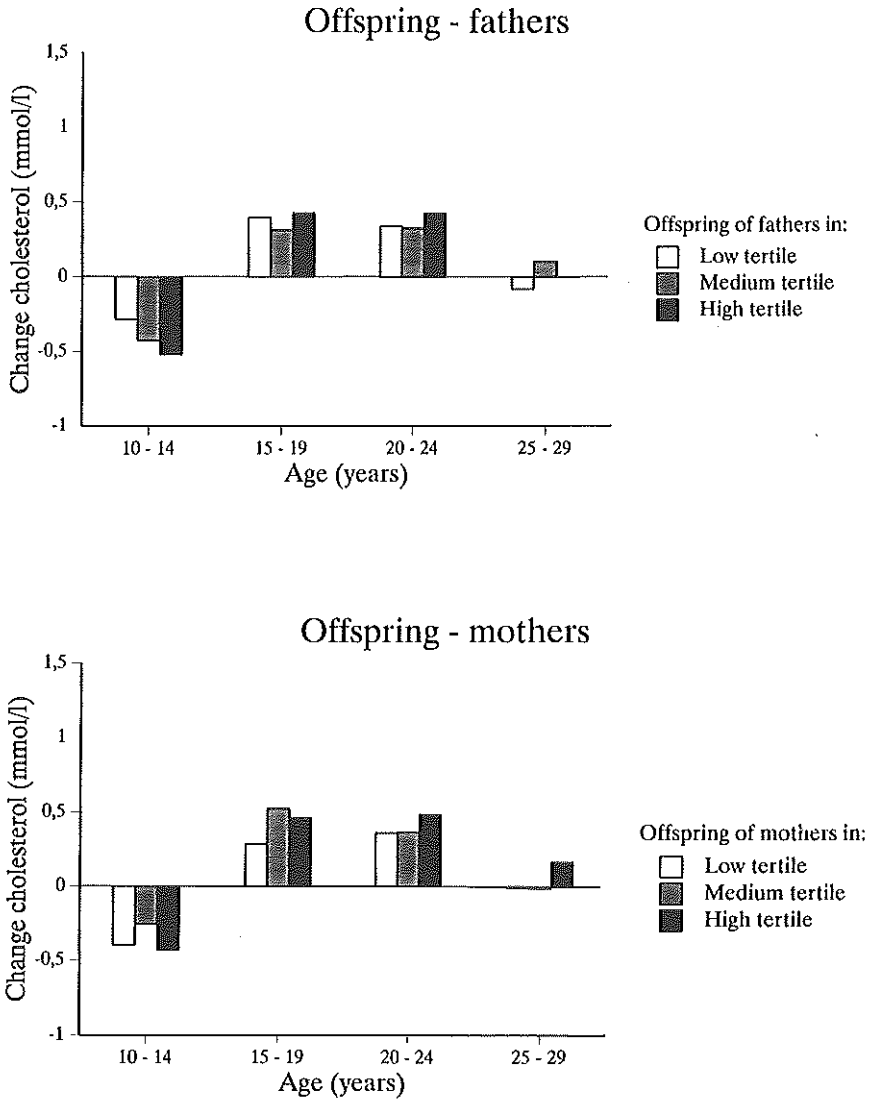 Offspring - fathers
Change cholesterol (mmol/l)
1,5
1
0,5
0
-0,5
-1
10 - 14
15 - 19
20 - 24
25 - 29
Age (years)
Offspring of fathers in:
Low tertile
Medium tertile
High tertile
Offspring - mothers
Change cholesterol (mmol/l)
1,5
1
0,5
0
-0,5
-1
10 - 14
15 - 19
20 - 24
25 - 29
Age (years)
Offspring of mothers in:
Low tertile
Medium tertile
High tertile